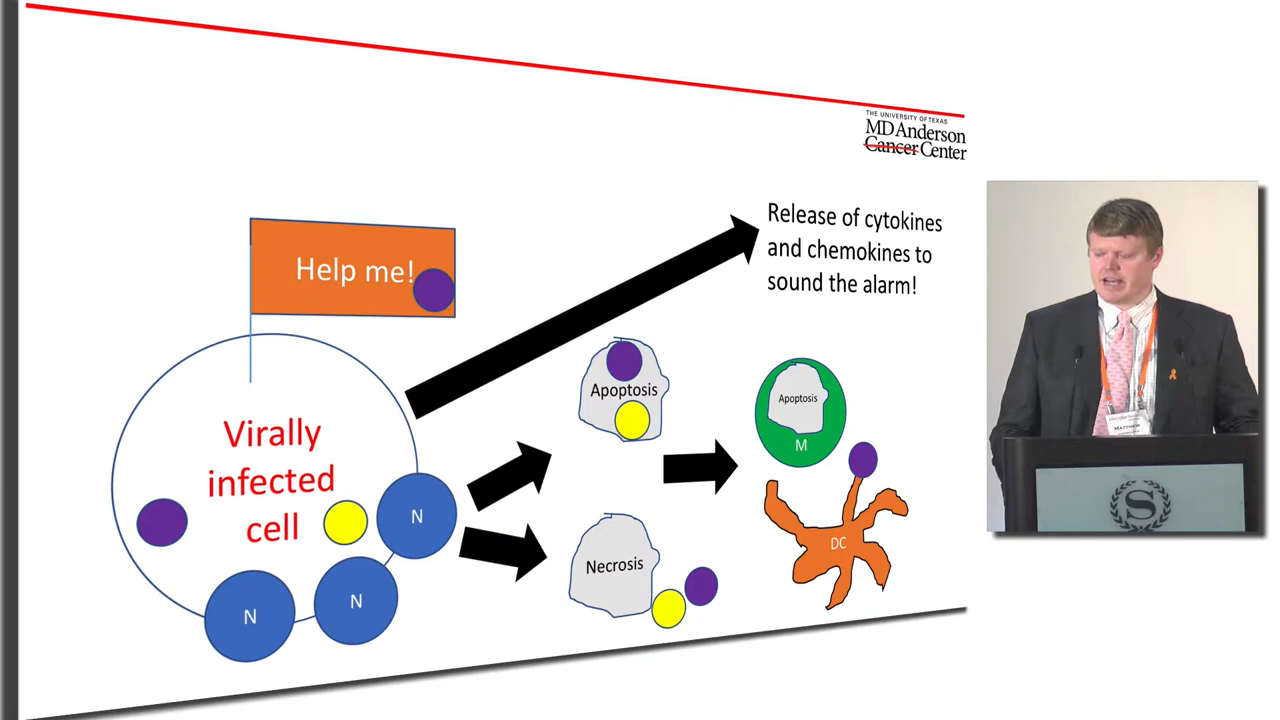 THE UNIVERSITY OF TEXAS
MD Anderson
Cancer Center
Help me!
Release of cytokines
and chemokines to
sound the alarm!
Virally
infected
cell
N
N
N
Apoptosis
Necrosis
Apoptosis
M
DC
S
MATTHEW